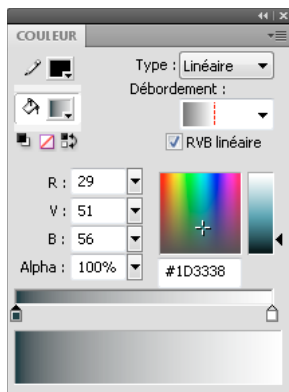 COULEUR
Type : Linéaire
Débordement :
RVB linéaire
R : 29
V : 51
B : 56
Alpha : 100%
#1D3338